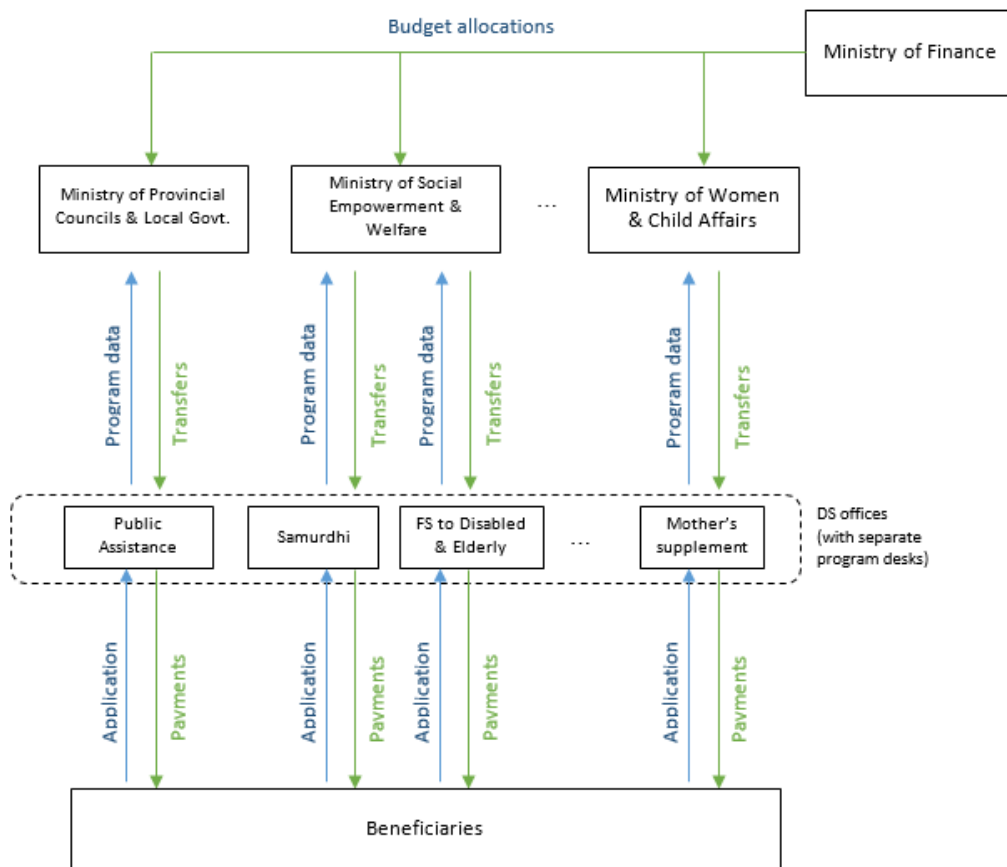 Budget allocations
Ministry of Finance
Ministry of Provincial
Councils & Local Govt.
Ministry of Social
Empowerment &
Welfare
...
Ministry of Women
& Child Affairs
Program data
Transfers
Program data
Transfers
Program data
Transfers
Program data
Transfers
Public
Assistance
Samurdhi
FS to Disabled
& Elderly
...
Mother's
supplement
DS offices
(with separate
program desks)
Application
Payments
Application
Payments
Application
Payments
Application
Payments
Beneficiaries